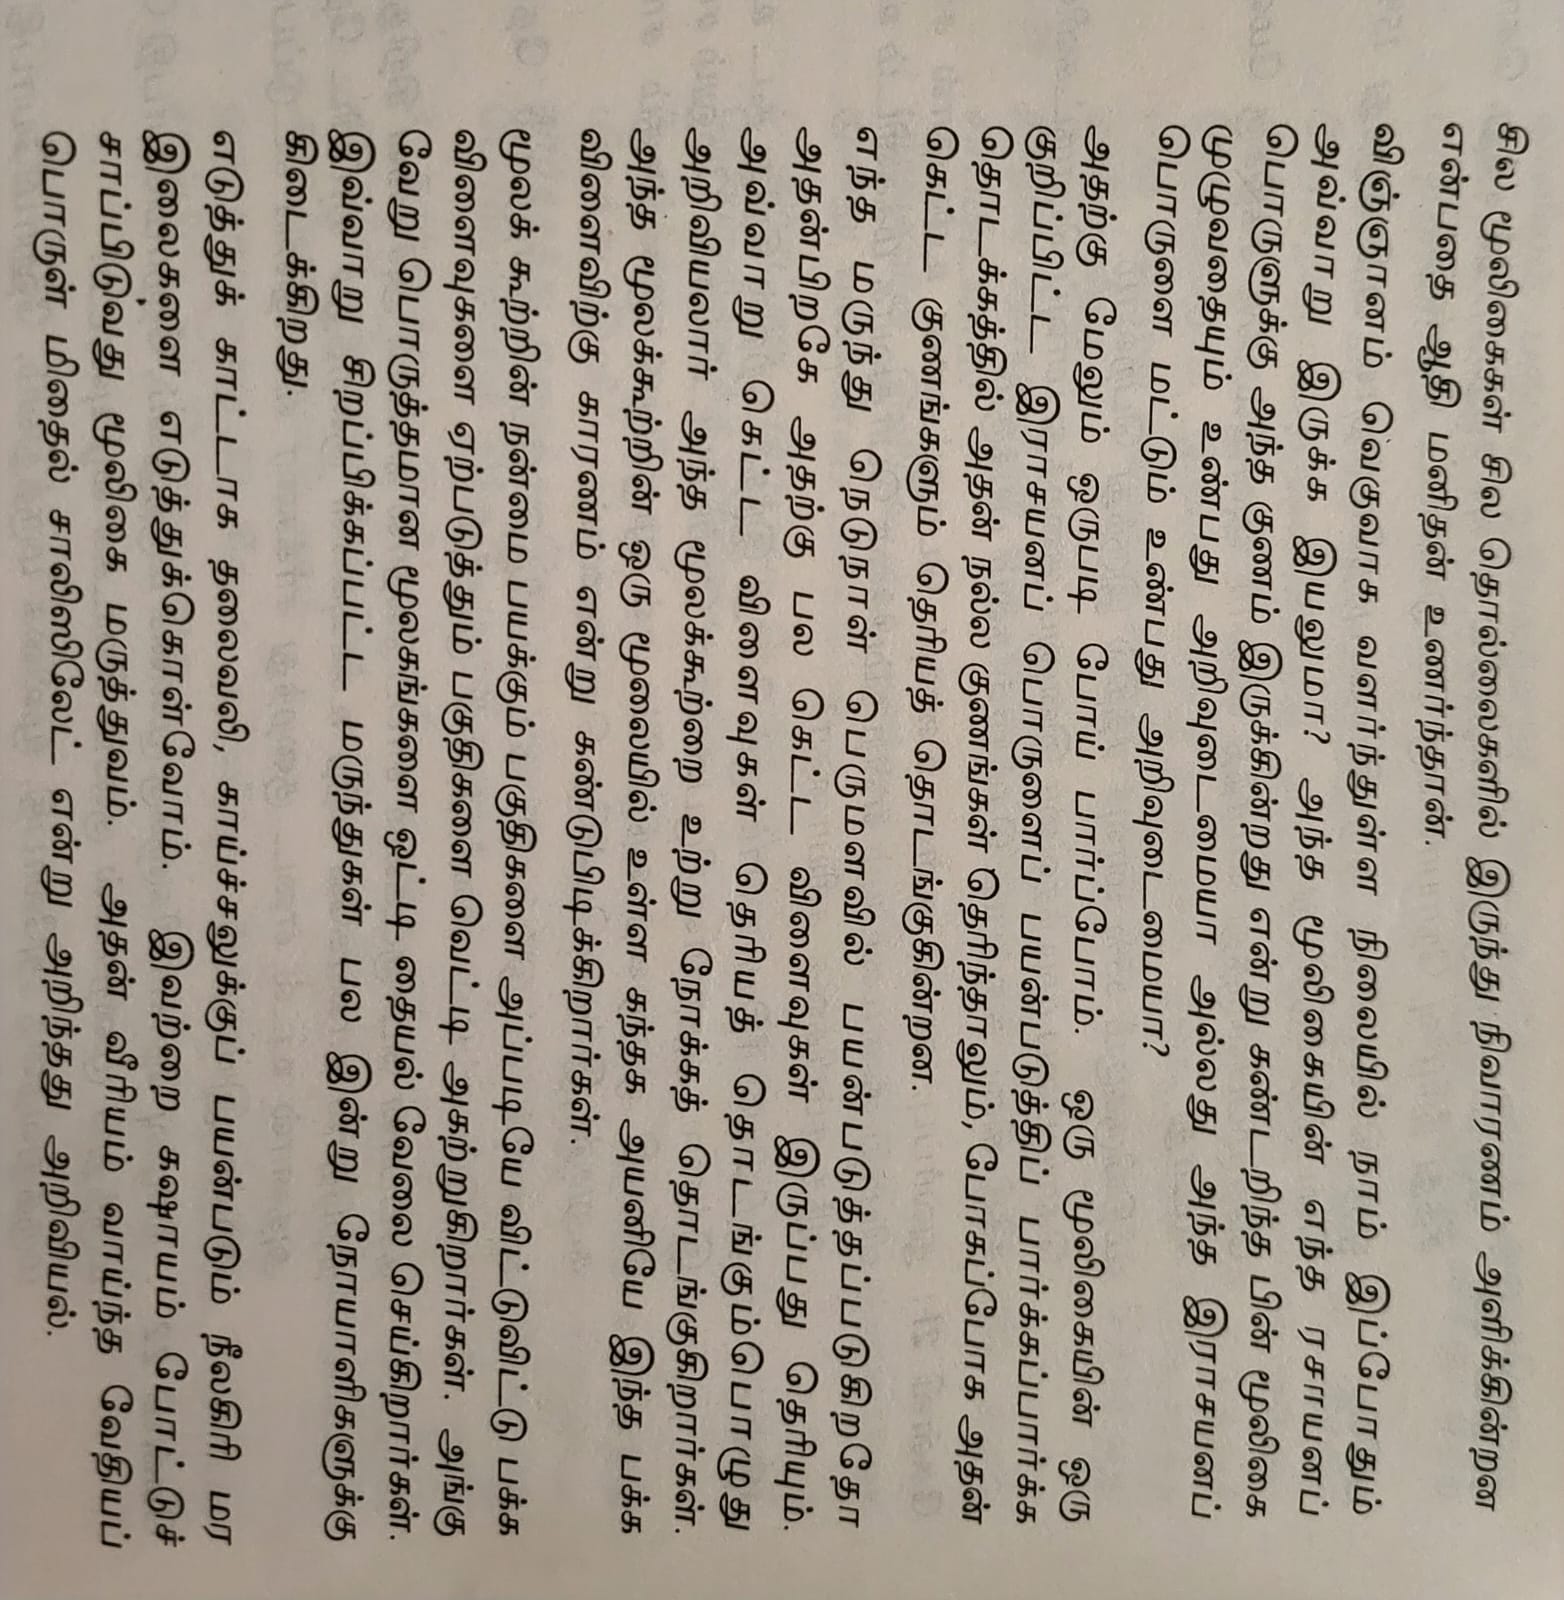 சில மூலிகைகள் சில தொல்லைகளில் இருந்து நிவாரணம் அளிக்கின்றன
என்பதை ஆதி மனிதன் உணர்ந்தான்.
விஞ்ஞானம் வெகுவாக வளர்ந்துள்ள நிலையில் நாம் இப்போதும்
அவ்வாறு இருக்க இயலுமா? அந்த மூலிகையின் எந்த ரசாயனப்
பொருளுக்கு அந்த குணம் இருக்கின்றது என்று கண்டறிந்த பின் மூலிகை
முழுவதையும் உண்பது அறிவுடைமையா அல்லது அந்த இராசயனப்
பொருளை மட்டும் உண்பது அறிவுடைமையா?
அதற்கு மேலும் ஒருபடி போய் பார்ப்போம். ஒரு மூலிகையின் ஒரு
குறிப்பிட்ட இராசயனப் பொருளைப் பயன்படுத்திப் பார்க்கப்பார்க்க
தொடக்கத்தில் அதன் நல்ல குணங்கள் தெரிந்தாலும், போகப்போக அதன்
கெட்ட குணங்களும் தெரியத் தொடங்குகின்றன.
எந்த மருந்து நெடுநாள் பெருமளவில் பயன்படுத்தப்படுகிறதோ
அதன்பிறகே அதற்கு பல கெட்ட விளைவுகள் இருப்பது தெரியும்.
அவ்வாறு கெட்ட விளைவுகள் தெரியத் தொடங்கும்பொழுது
அறிவியலார் அந்த மூலக்கூற்றை உற்று நோக்கத் தொடங்குகிறார்கள்.
அந்த மூலக்கூற்றின் ஒரு மூலையில் உள்ள கந்தக அயனியே இந்த பக்க
விளைவிற்கு காரணம் என்று கண்டுபிடிக்கிறார்கள்.
மூலக் கூற்றின் நன்மை பயக்கும் பகுதிகளை அப்படியே விட்டுவிட்டு பக்க
விளைவுகளை ஏற்படுத்தும் பகுதிகளை வெட்டி அகற்றுகிறார்கள். அங்கு
வேறு பொருத்தமான மூலகங்களை ஒட்டி தையல் வேலை செய்கிறார்கள்.
இவ்வாறு சிறப்பிக்கப்பட்ட மருந்துகள் பல இன்று நோயாளிகளுக்கு
கிடைக்கிறது.
எடுத்துக் காட்டாக தலைவலி, காய்ச்சலுக்குப் பயன்படும் நீலகிரி மர
இலைகளை எடுத்துக்கொள்வோம். இவற்றை கஷாயம் போட்டுச்
சாப்பிடுவது மூலிகை மருத்துவம். அதன் வீரியம் வாய்ந்த வேதியப்
பொருள் மிதைல் சாலிஸிலேட் என்று அறிந்தது அறிவியல்.